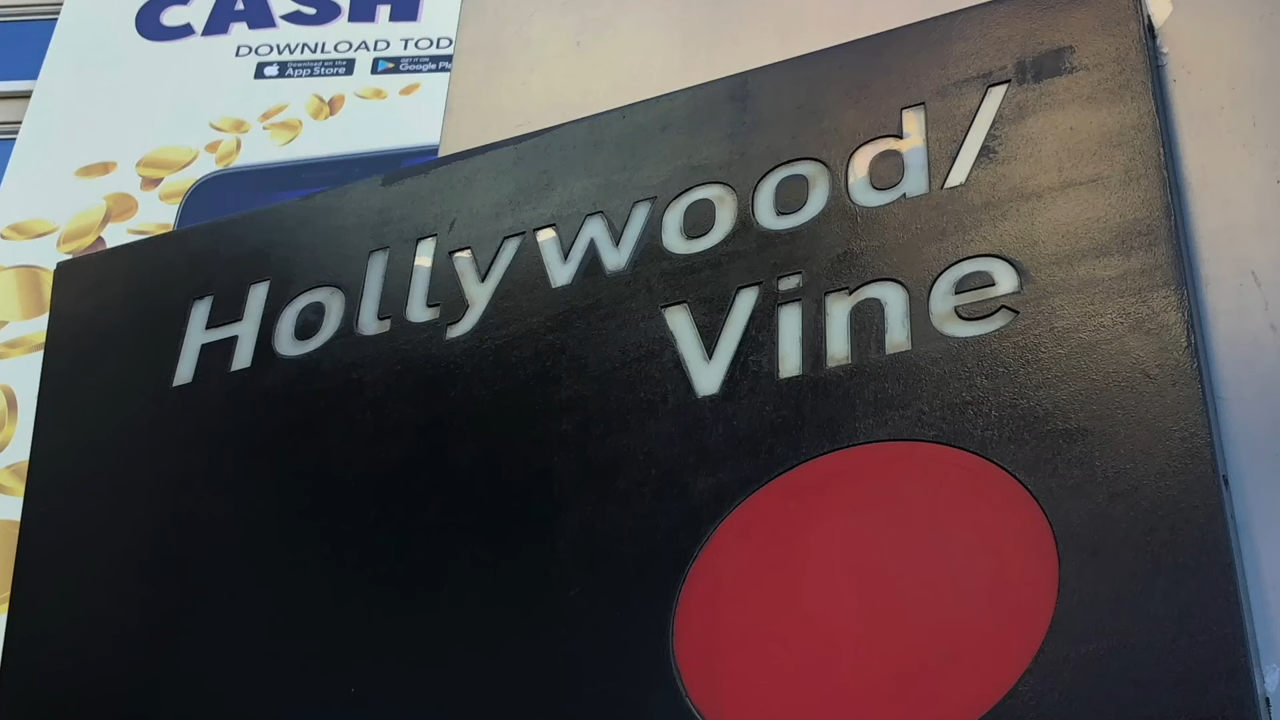 CASH
DOWNLOAD TOD
Download on the
App Store
GET IT ON
Google Pla
Hollywood/
Vine